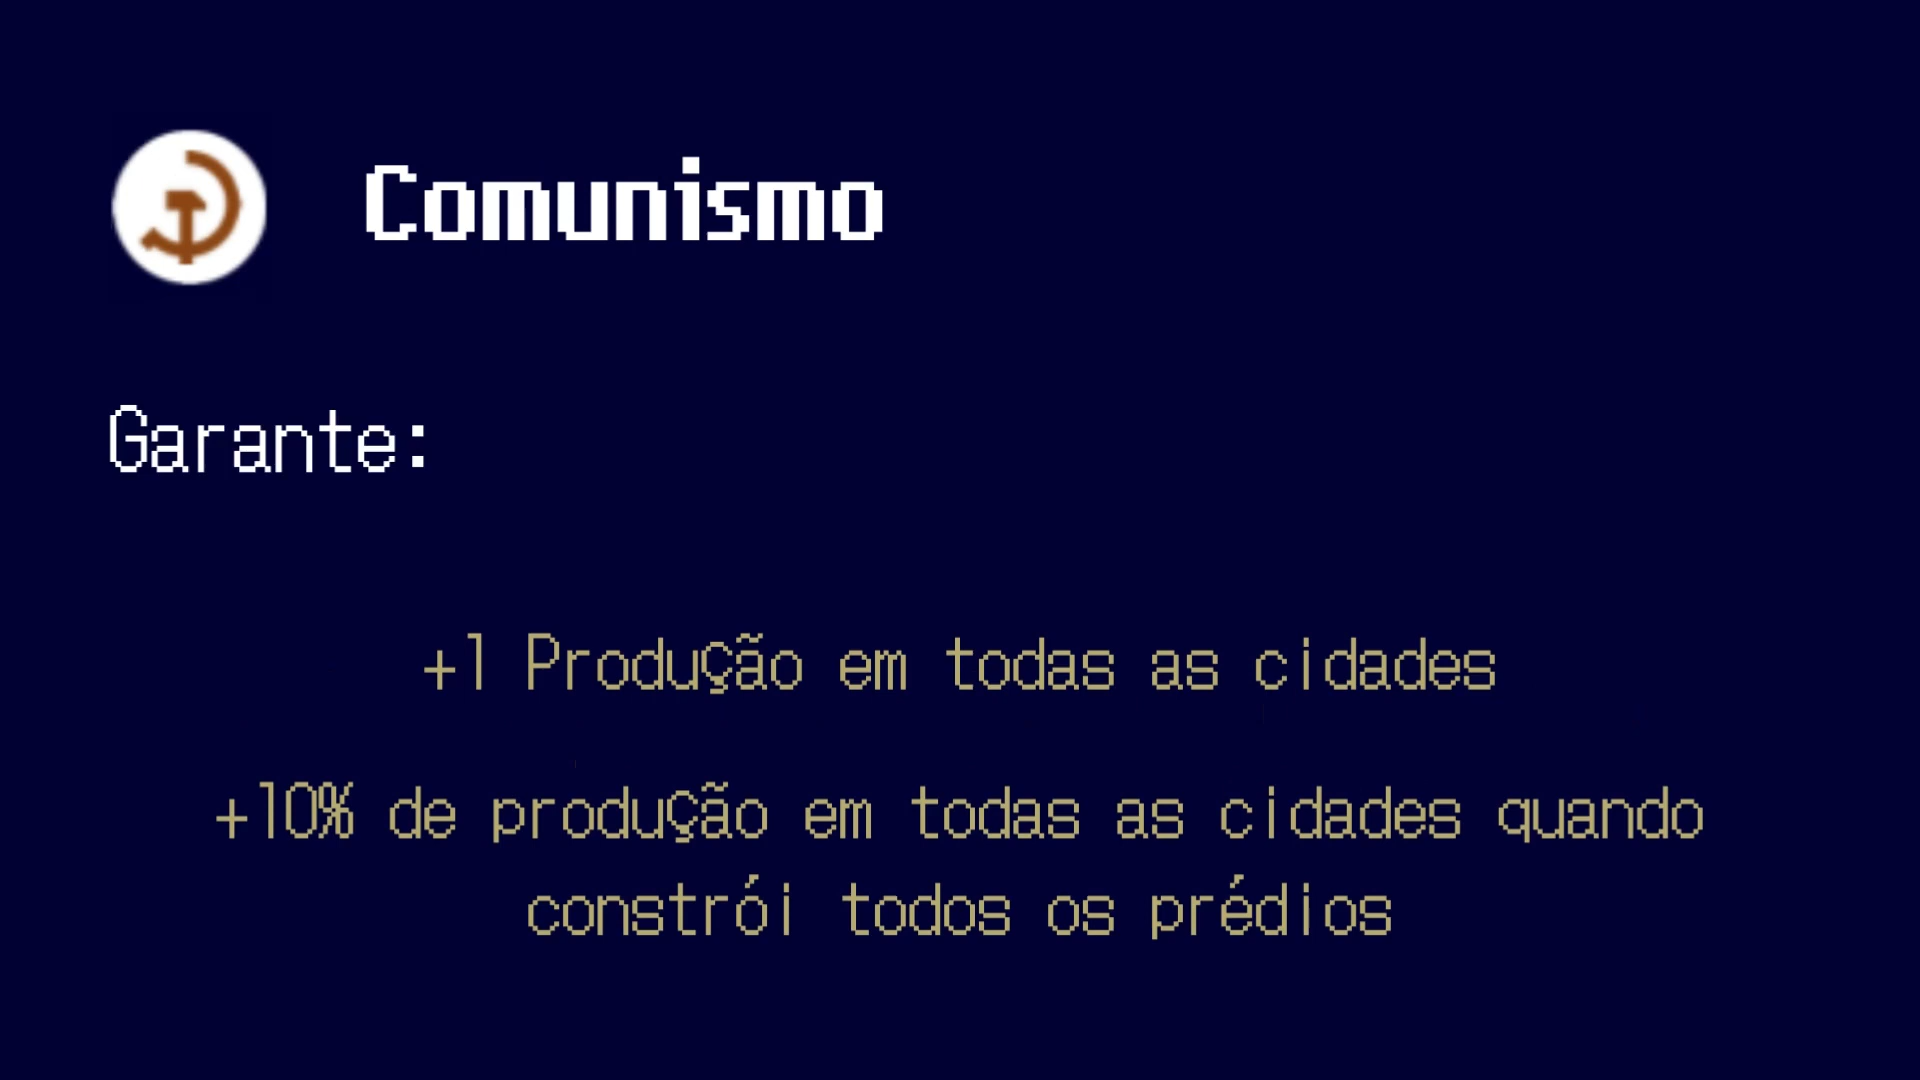 Comunismo
Garante:
+1 Produção em todas as cidades
+10% de produção em todas as cidades quando
constrói todos os prédios